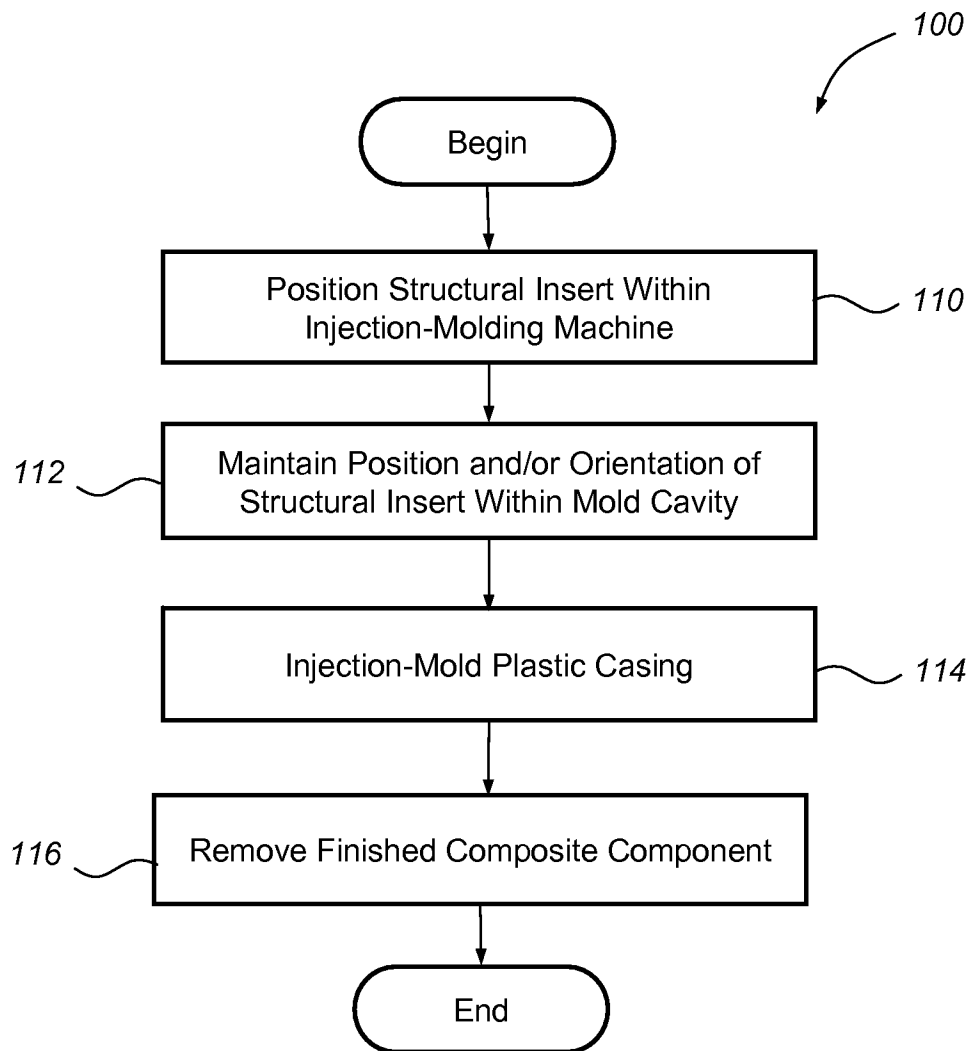 100
Begin
Position Structural Insert Within
Injection-Molding Machine
110
112
Maintain Position and/or Orientation of
Structural Insert Within Mold Cavity
Injection-Mold Plastic Casing
114
116
Remove Finished Composite Component
End